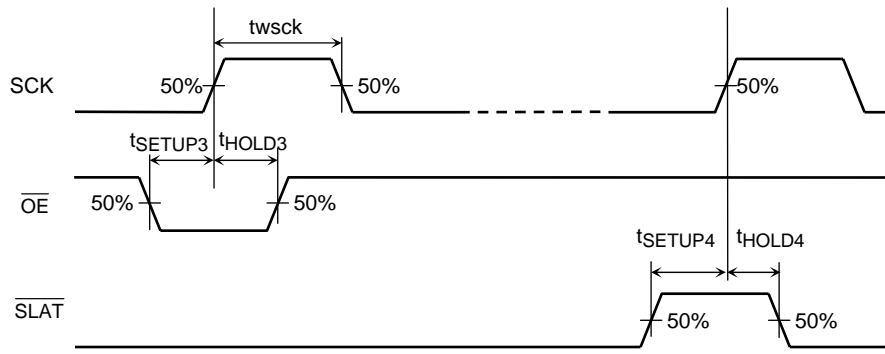 twsck
SCK
50%
50%
50%
tSETUP3
tHOLD3
OE
50%
50%
tSETUP4
tHOLD4
SLAT
50%
50%